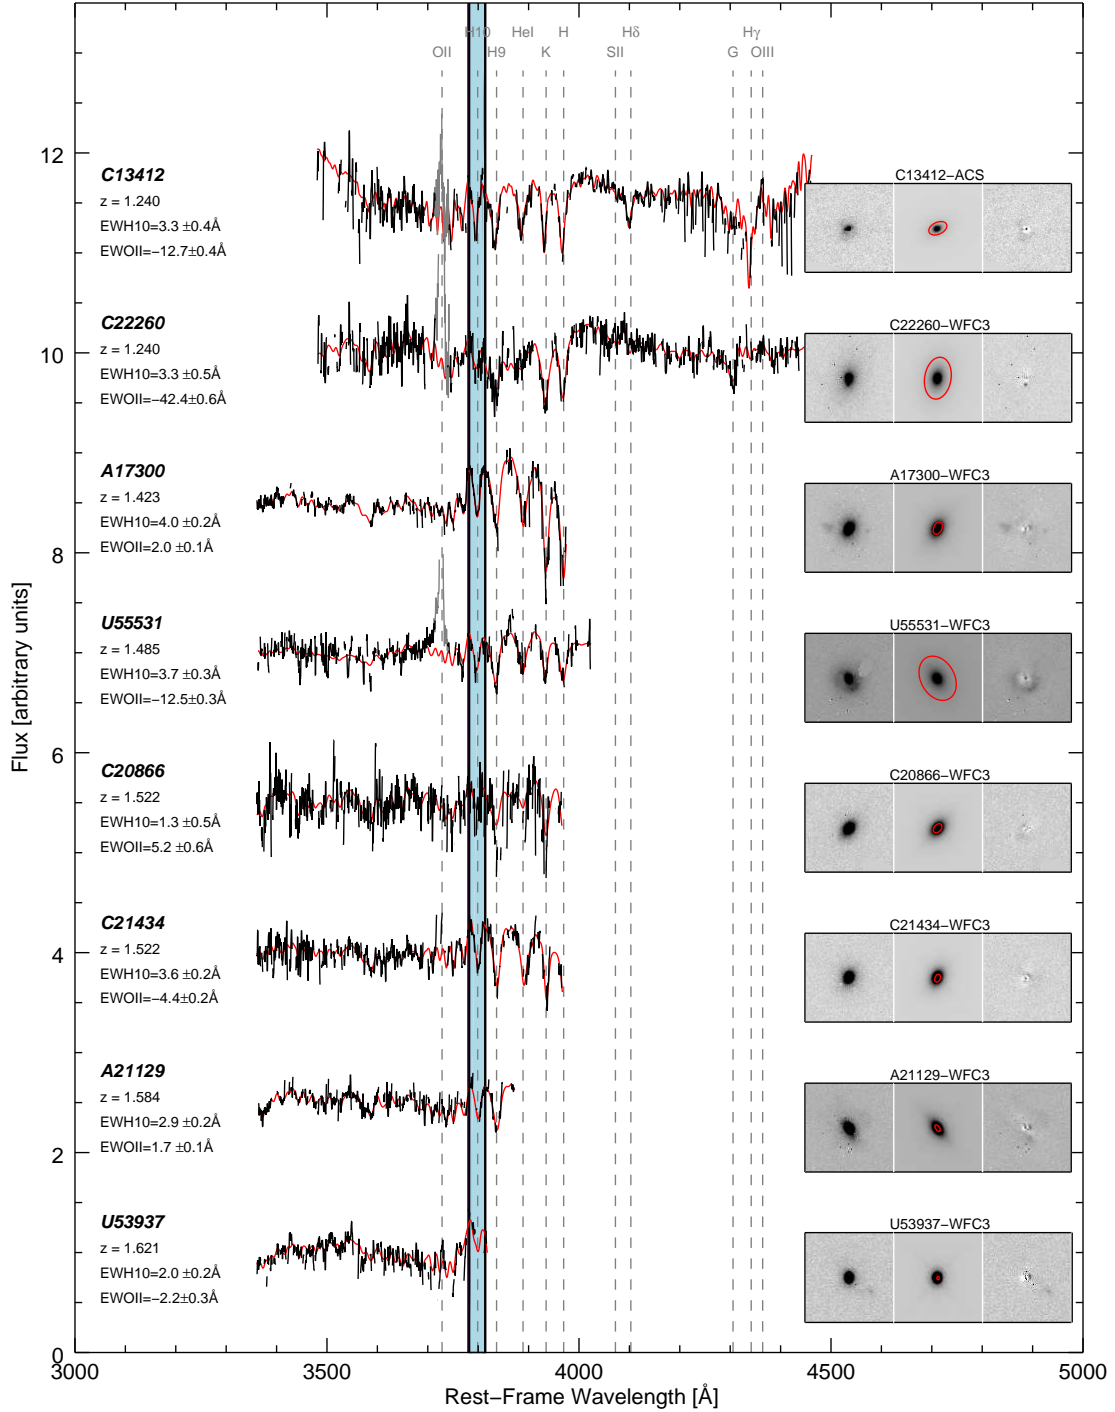 H10 HeI H Hδ Hγ
OII H9 K SII G OIII
12
C13412
z = 1.240
EWH10=3.3 ±0.4Å
EWOII=−12.7±0.4Å
C13412−ACS
10
C22260
z = 1.240
EWH10=3.3 ±0.5Å
EWOII=−42.4±0.6Å
C22260−WFC3
A17300
z = 1.423
EWH10=4.0 ±0.2Å
EWOII=2.0 ±0.1Å
A17300−WFC3
8
U55531
z = 1.485
EWH10=3.7 ±0.3Å
EWOII=−12.5±0.3Å
U55531−WFC3
Flux [arbitrary units]
6
C20866
z = 1.522
EWH10=1.3 ±0.5Å
EWOII=5.2 ±0.6Å
C20866−WFC3
4
C21434
z = 1.522
EWH10=3.6 ±0.2Å
EWOII=−4.4±0.2Å
C21434−WFC3
A21129
z = 1.584
EWH10=2.9 ±0.2Å
EWOII=1.7 ±0.1Å
A21129−WFC3
2
U53937
z = 1.621
EWH10=2.0 ±0.2Å
EWOII=−2.2±0.3Å
U53937−WFC3
0
3000 3500 4000 4500 5000
Rest−Frame Wavelength [Å]